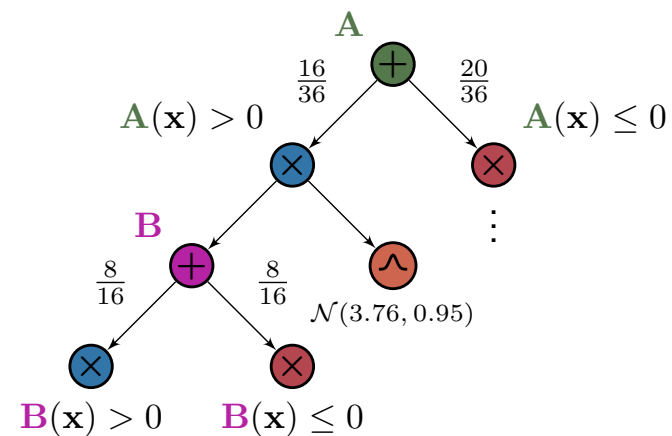 A
16/36 20/36
A(x) > 0 A(x) ≤ 0
B
⋮
8/16 8/16
𝒩(3.76, 0.95)
B(x) > 0 B(x) ≤ 0